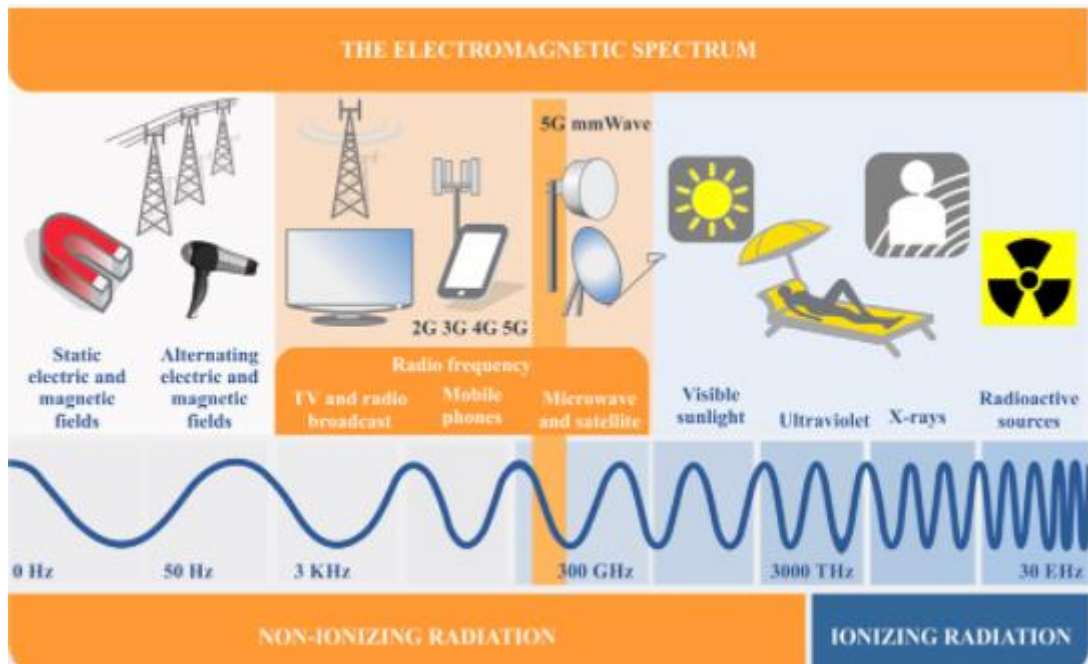 THE ELECTROMAGNETIC SPECTRUM
5G mmWave
2G 3G 4G 5G
Static
electric and
magnetic
fields
Alternating
electric and
magnetic
fields
Radio frequency
TV and radio
broadcast
Mobile
phones
Microwave
and satellite
Visible
sunlight
Ultraviolet
X-rays
Radioactive
sources
0 Hz
50 Hz
3 KHz
300 GHz
3000 THz
30 EHz
NON-IONIZING RADIATION
IONIZING RADIATION